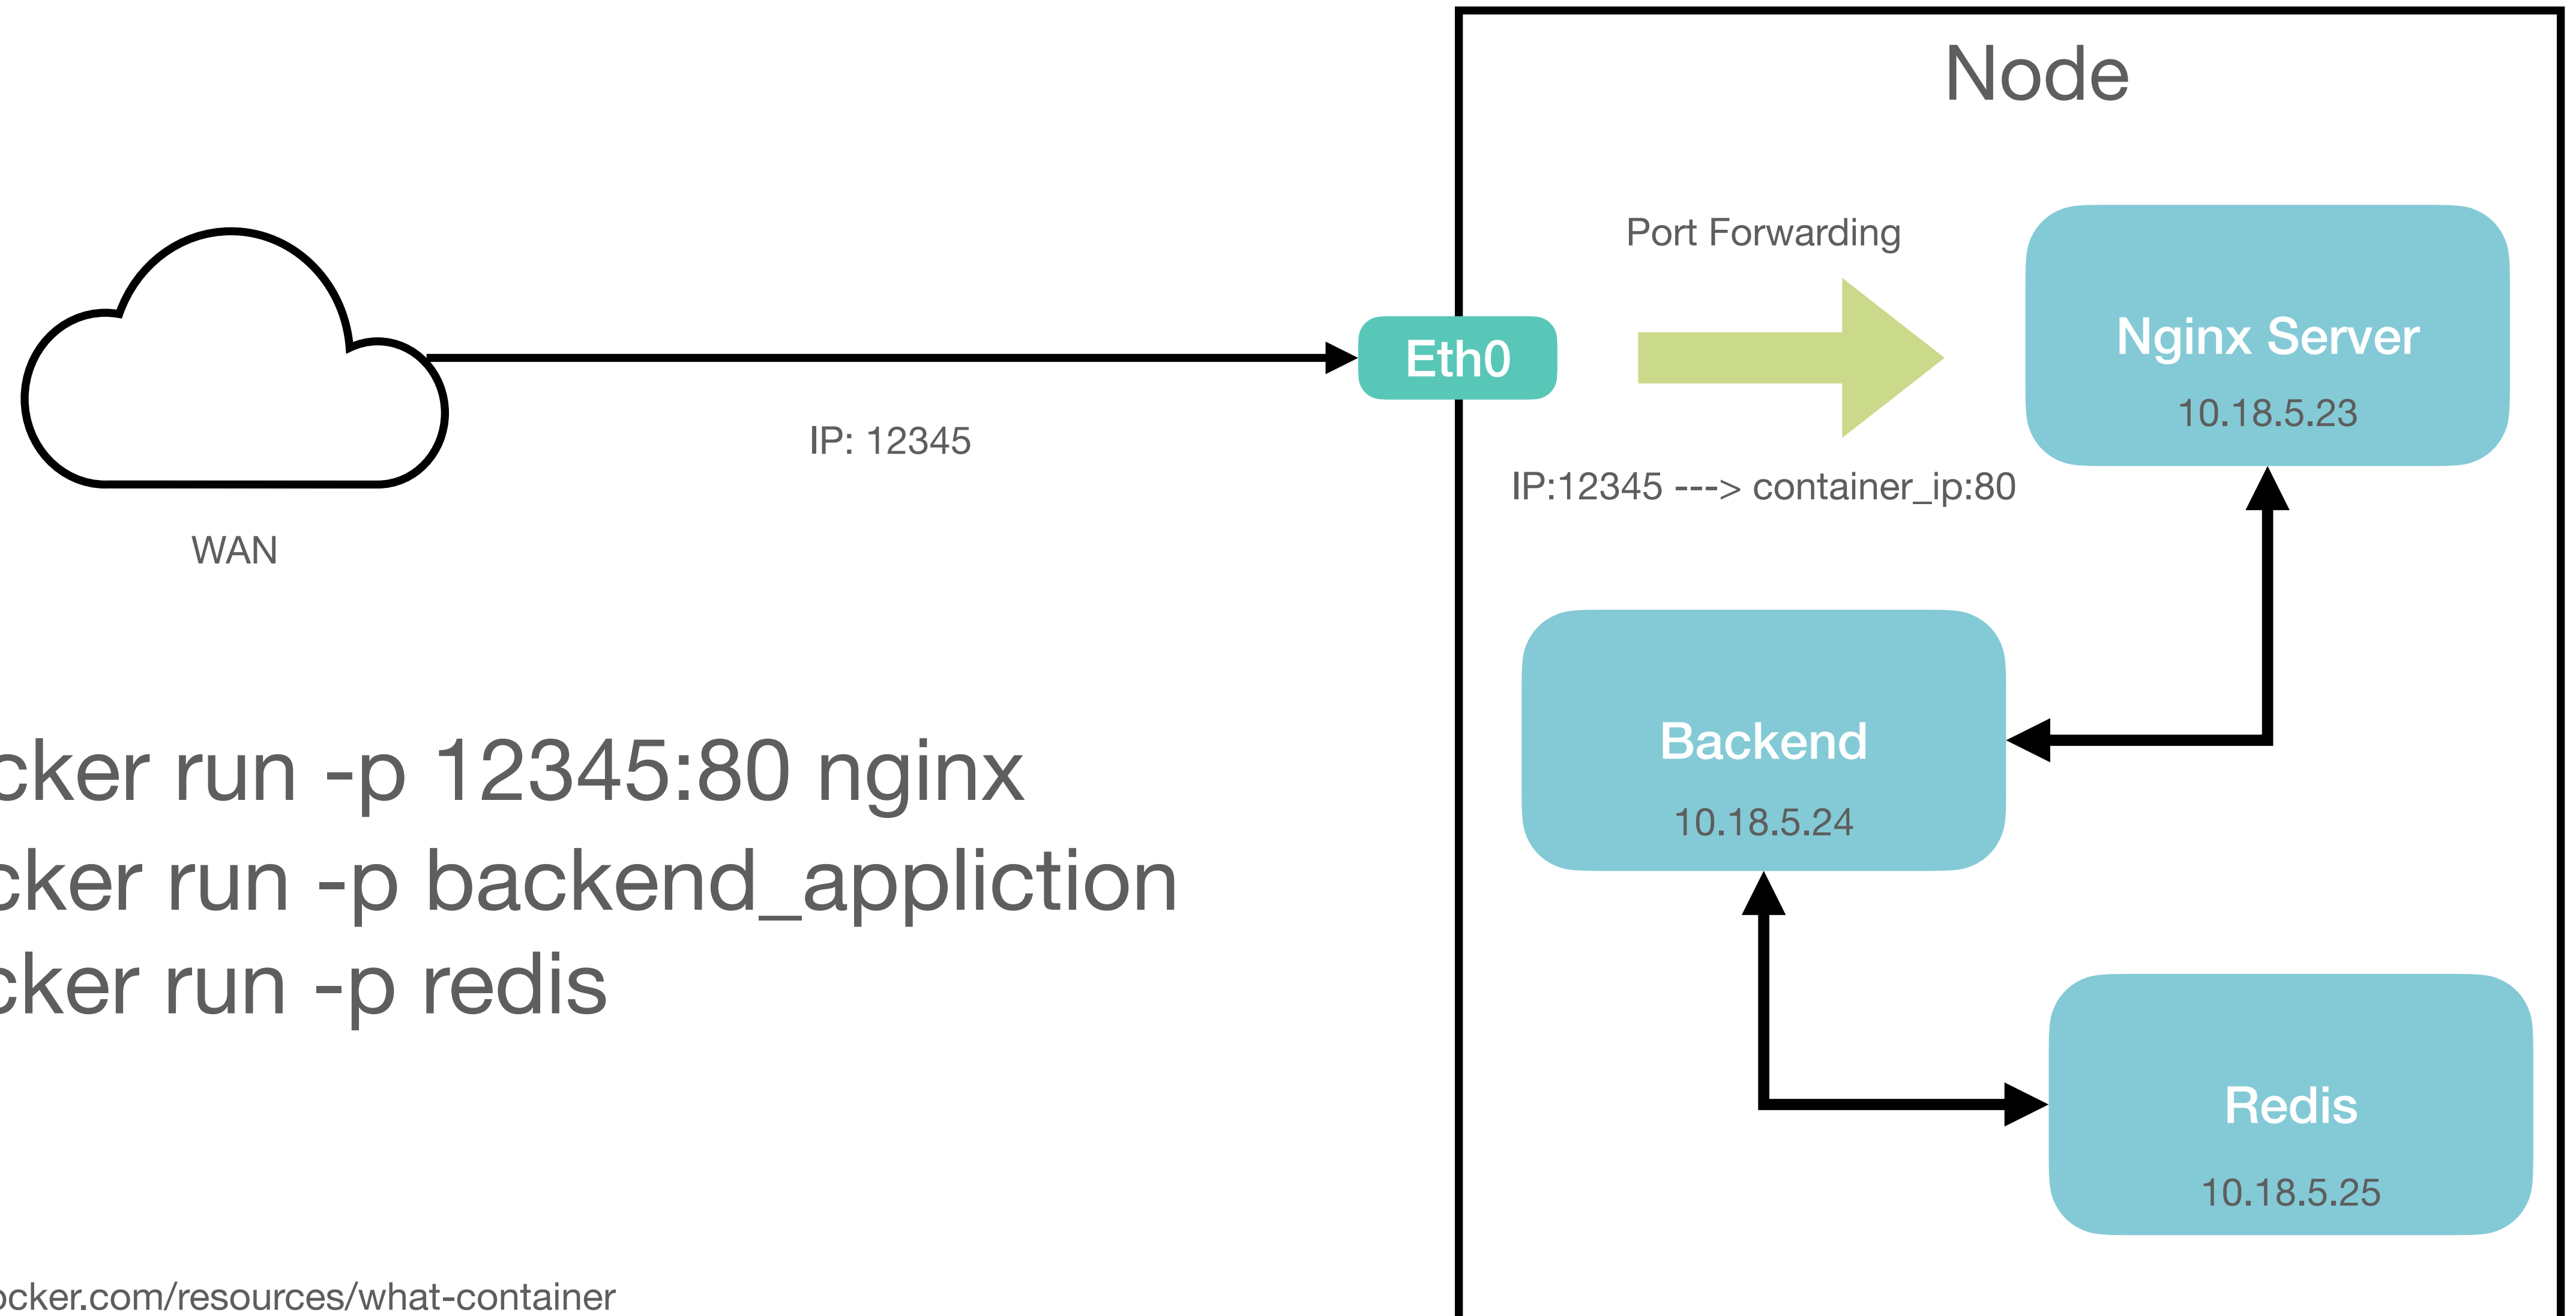 Node
Port Forwarding
Nginx Server
10.18.5.23
Eth0
IP: 12345
IP:12345 ---> container_ip:80
WAN
Backend
10.18.5.24
cker run -p 12345:80 nginx
cker run -p backend_appliction
cker run -p redis
Redis
10.18.5.25
ocker.com/resources/what-container